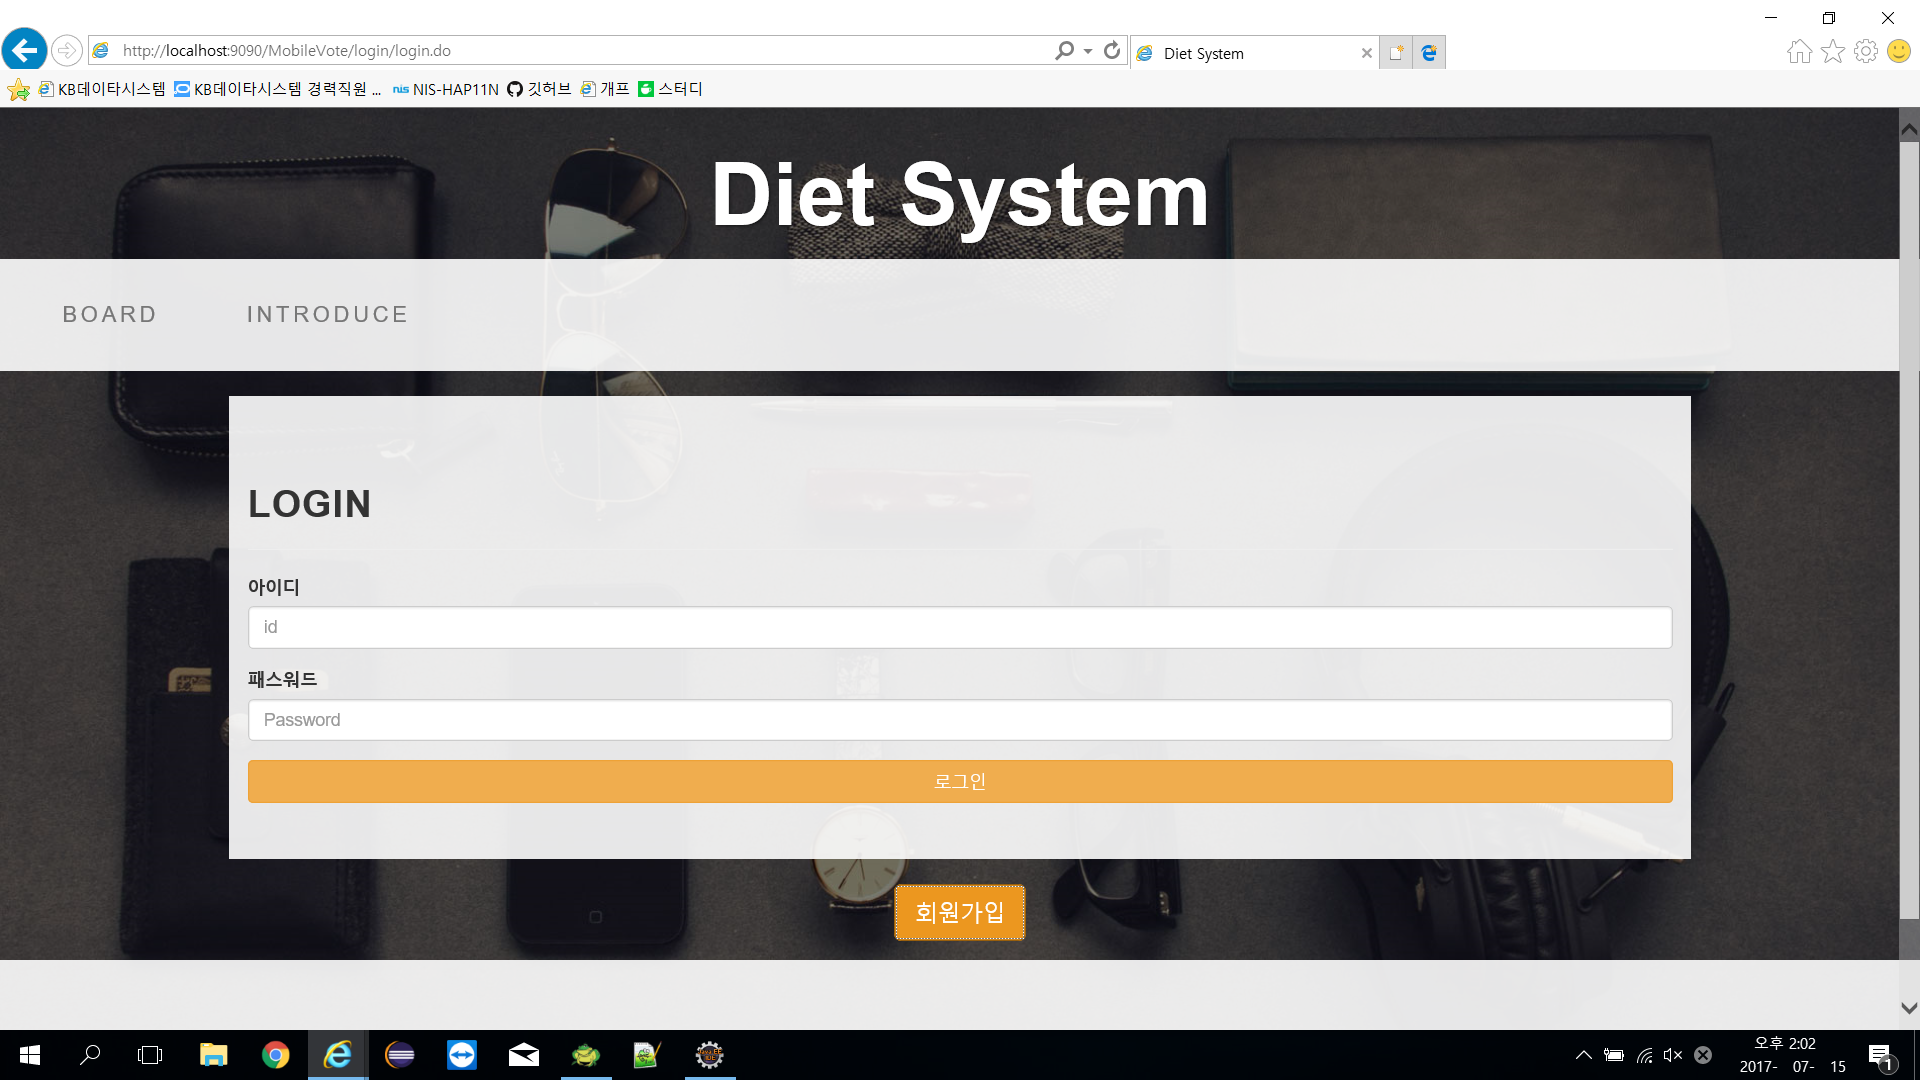 http://localhost:9090/MobileVote/login/login.do
Diet System
KB데이타시스템 KB데이타시스템 경력직원 ... nis NIS-HAP11N 깃허브 개프 스터디
Diet System
BOARD INTRODUCE
LOGIN
아이디
id
패스워드
Password
로그인
회원가입
오후 2:02
2017- 07- 15
1